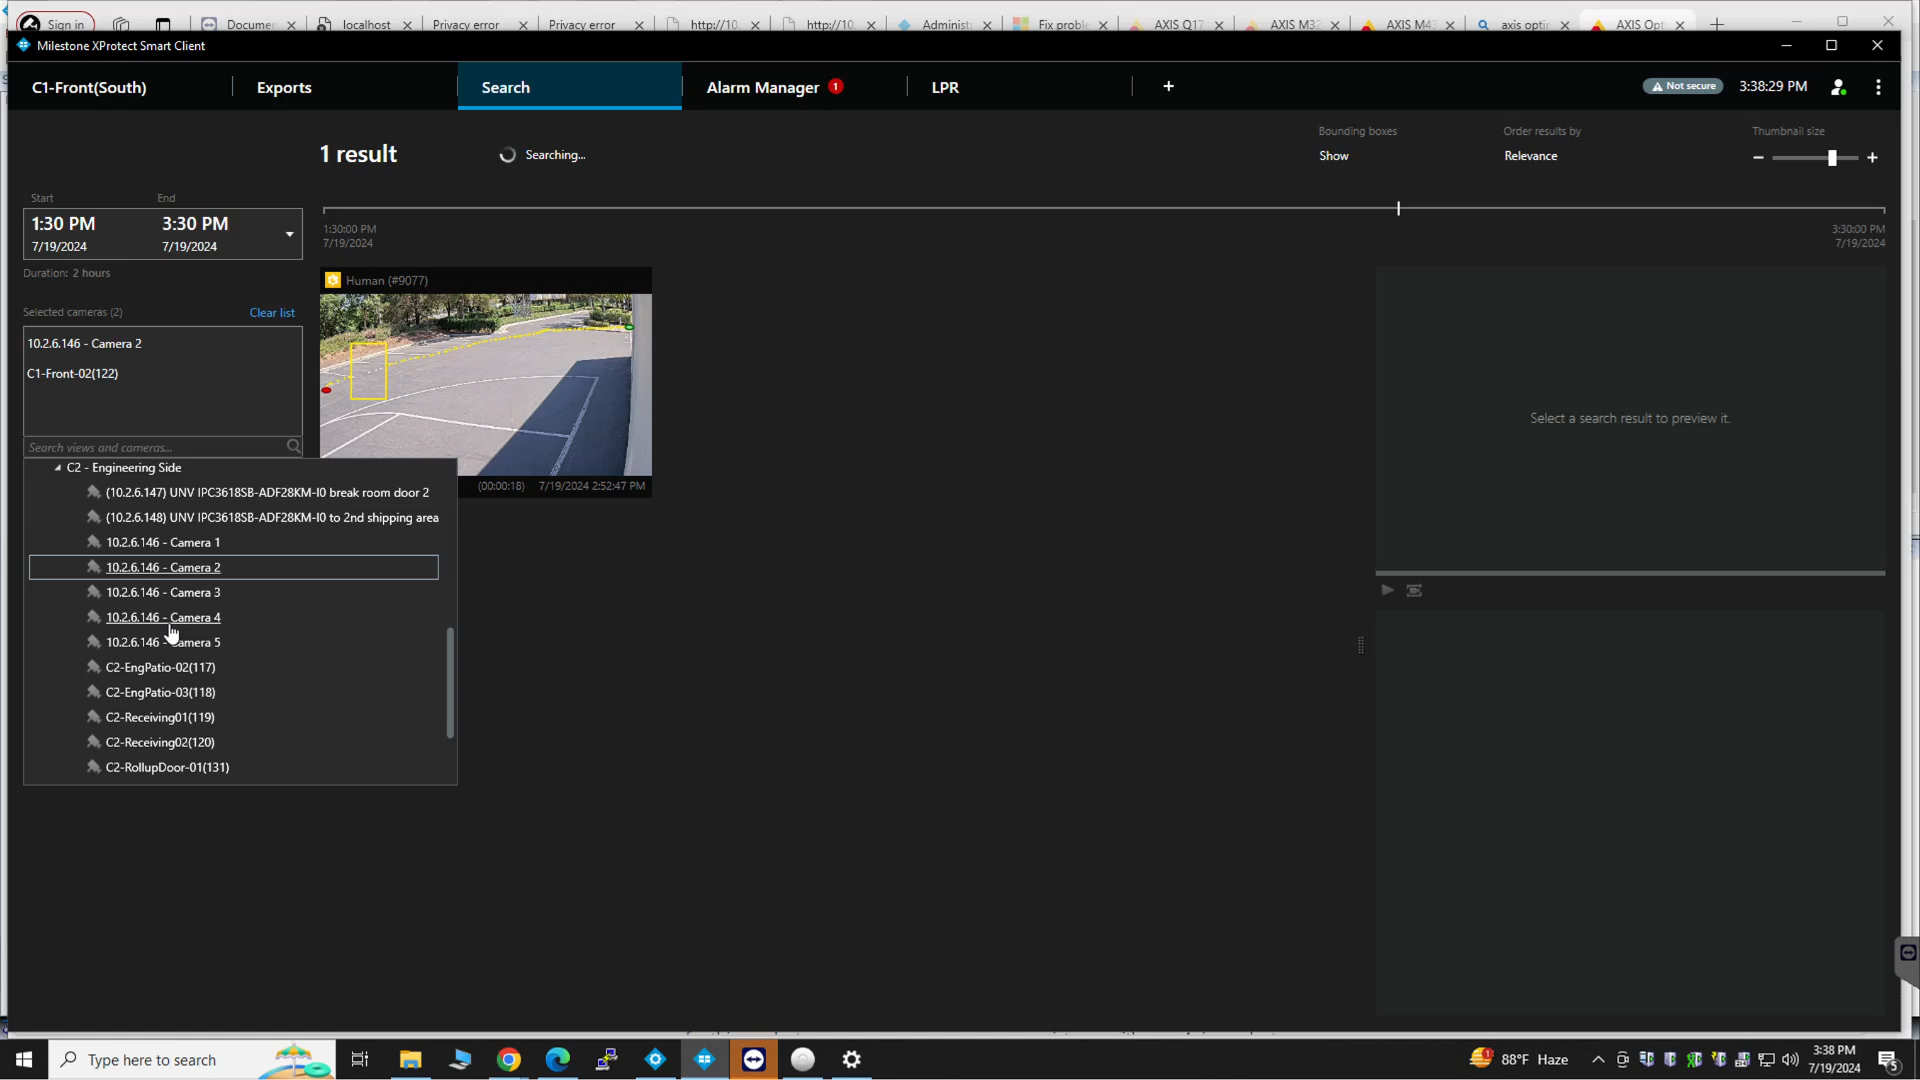 Sign in
Documen
localhost
Privacy error
Privacy error
http://10.
http://10.
Administ
Fix proble
AXIS Q17
AXIS M32
AXIS M43
axis optin
AXIS Opt
Milestone XProtect Smart Client
C1-Front(South)
Exports
Search
Alarm Manager
1
LPR
+
Not secure
3:38:29 PM
1 result
Searching...
Bounding boxes
Show
Order results by
Relevance
Thumbnail size
Start
End
1:30 PM
3:30 PM
7/19/2024
7/19/2024
Duration: 2 hours
1:30:00 PM
7/19/2024
3:30:00 PM
7/19/2024
Human (#9077)
(00:00:18)
7/19/2024 2:52:47 PM
Selected cameras (2)
Clear list
10.2.6.146 - Camera 2
C1-Front-02(122)
Search views and cameras...
C2 - Engineering Side
(10.2.6.147) UNV IPC3618SB-ADF28KM-I0 break room door 2
(10.2.6.148) UNV IPC3618SB-ADF28KM-I0 to 2nd shipping area
10.2.6.146 - Camera 1
10.2.6.146 - Camera 2
10.2.6.146 - Camera 3
10.2.6.146 - Camera 4
10.2.6.146 - Camera 5
C2-EngPatio-02(117)
C2-EngPatio-03(118)
C2-Receiving01(119)
C2-Receiving02(120)
C2-RollupDoor-01(131)
Select a search result to preview it.
Type here to search
1
88°F Haze
3:38 PM
7/19/2024
5